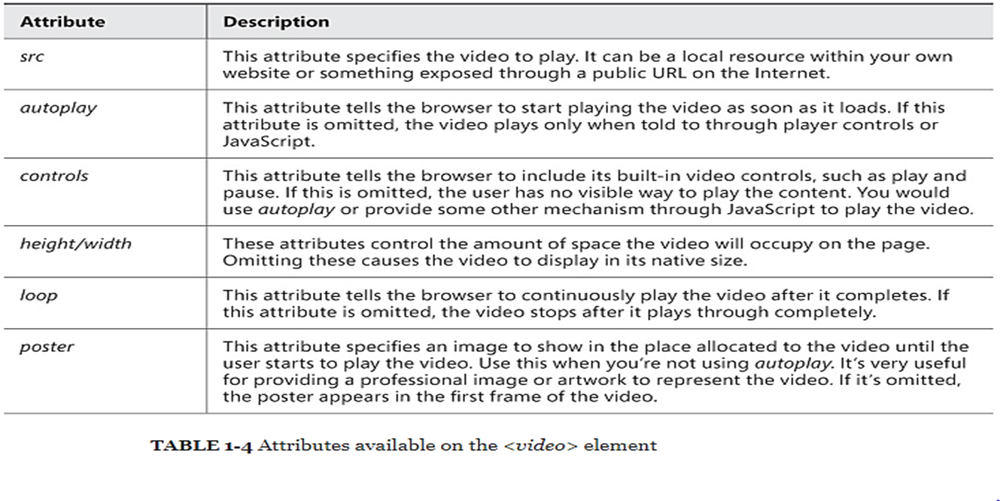 Attribute Description
src This attribute specifies the video to play. It can be a local resource within your own
website or something exposed through a public URL on the Internet.
autoplay This attribute tells the browser to start playing the video as soon as it loads. If this
attribute is omitted, the video plays only when told to through player controls or
JavaScript.
controls This attribute tells the browser to include its built-in video controls, such as play and
pause. If this is omitted, the user has no visible way to play the content. You would
use autoplay or provide some other mechanism through JavaScript to play the video.
height/width These attributes control the amount of space the video will occupy on the page.
Omitting these causes the video to display in its native size.
loop This attribute tells the browser to continuously play the video after it completes. If
this attribute is omitted, the video stops after it plays through completely.
poster This attribute specifies an image to show in the place allocated to the video until the
user starts to play the video. Use this when you’re not using autoplay. It’s very useful
for providing a professional image or artwork to represent the video. If it’s omitted,
the poster appears in the first frame of the video.
TABLE 1-4 Attributes available on the <video> element